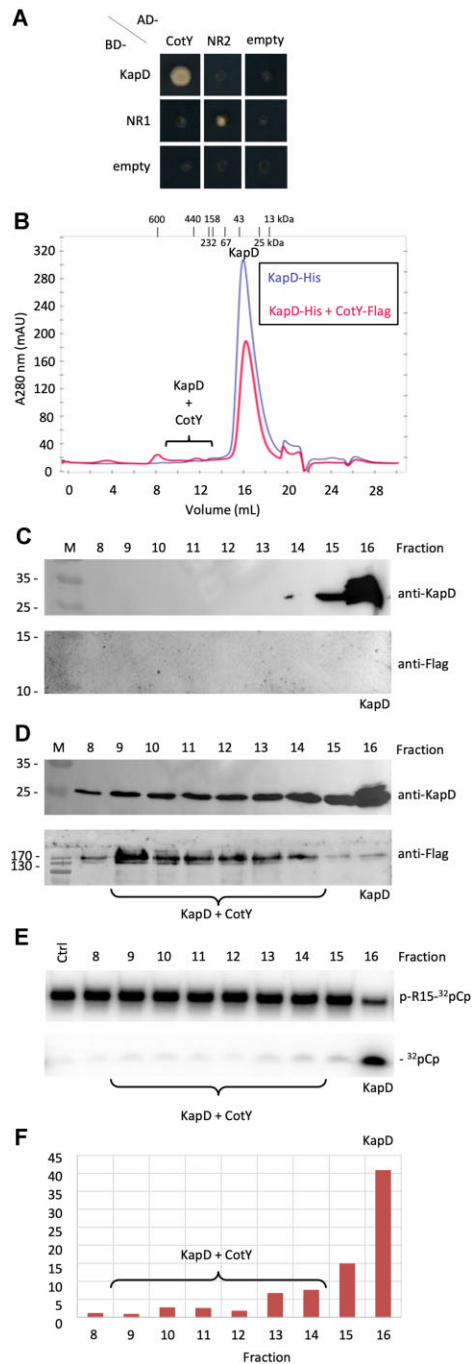 A
AD-
BD-
CotY NR2 empty
KapD
NR1
empty
B
600 440 158 43 13 kDa
232 67 25 kDa
KapD
320
280
240
200
160
120
80
40
0
A280 nm (mAU)
KapD-His
KapD-His + CotY-Flag
KapD
+
CotY
0 4 8 12 16 20 24 28
Volume (mL)
C
M 8 9 10 11 12 13 14 15 16 Fraction
35 -
25 -
anti-KapD
15 -
10 -
anti-Flag
KapD
D
M 8 9 10 11 12 13 14 15 16 Fraction
35 -
25 -
anti-KapD
170 -
130 -
anti-Flag
KapD
KapD + CotY
E
Ctrl 8 9 10 11 12 13 14 15 16 Fraction
p-R15-³²pCp
- ³²pCp
KapD
KapD + CotY
F
KapD
45
40
35
30
25
20
15
10
5
0
KapD + CotY
8 9 10 11 12 13 14 15 16
Fraction